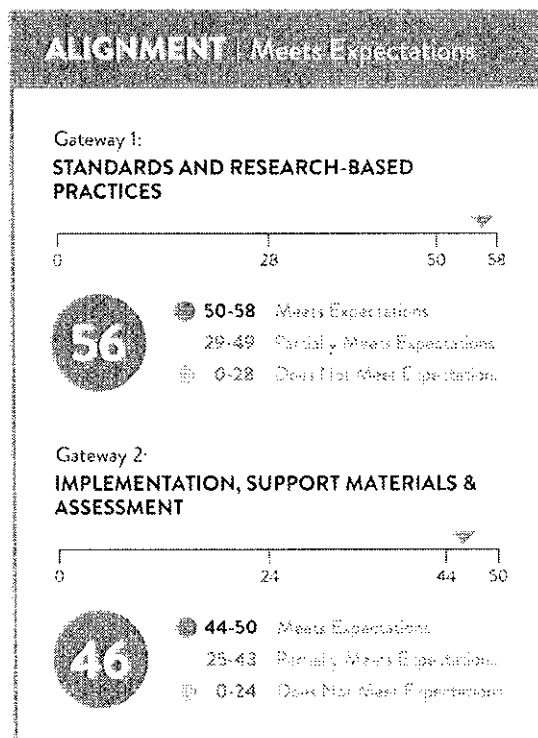 ALIGNMENT | Meets Expectations
Gateway 1:
STANDARDS AND RESEARCH-BASED
PRACTICES
0 28 50 58
56
50-58 Meets Expectations
29-49 Partially Meets Expectations
0-28 Does Not Meet Expectations
Gateway 2:
IMPLEMENTATION, SUPPORT MATERIALS &
ASSESSMENT
0 24 44 50
46
44-50 Meets Expectations
25-43 Partially Meets Expectations
0-24 Does Not Meet Expectations